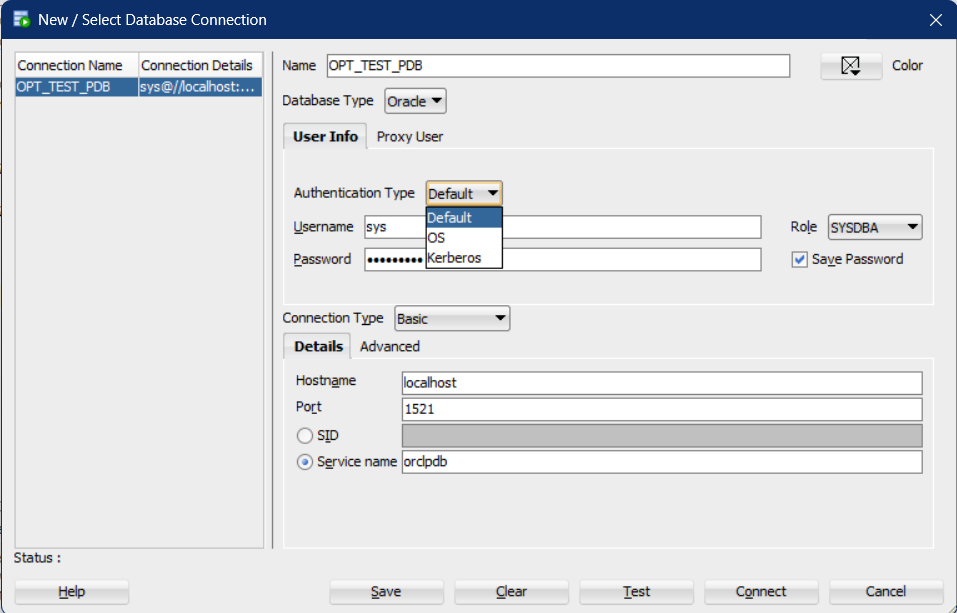 New / Select Database Connection
Connection Name Connection Details
OPT_TEST_PDB sys@//localhost:...
Name OPT_TEST_PDB Color
Database Type Oracle
User Info Proxy User
Authentication Type Default
Default
OS
Kerberos
Username sys Role SYSDBA
Password ••••••••• Save Password
Connection Type Basic
Details Advanced
Hostname localhost
Port 1521
SID
Service name orclpdb
Status :
Help Save Clear Test Connect Cancel